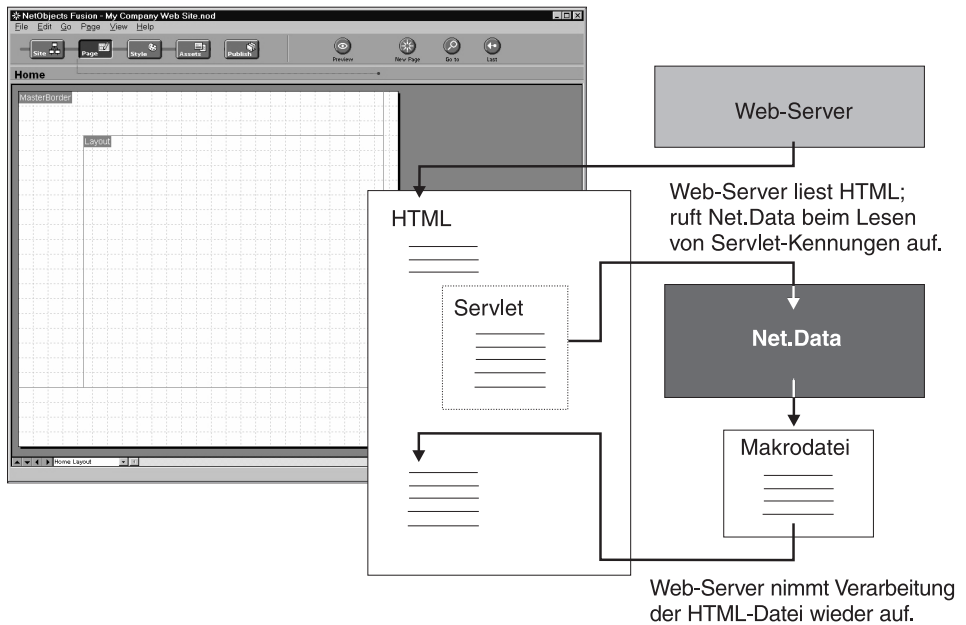 NetObjects Fusion - My Company Web Site.nod
File Edit Go Page View Help
Site Page Style Assets Publish Preview New Page Go to Last
Home
MasterBorder
Layout
Home Layout
Web-Server
Web-Server liest HTML;
ruft Net.Data beim Lesen
von Servlet-Kennungen auf.
HTML
Servlet
Net.Data
Makrodatei
Web-Server nimmt Verarbeitung
der HTML-Datei wieder auf.